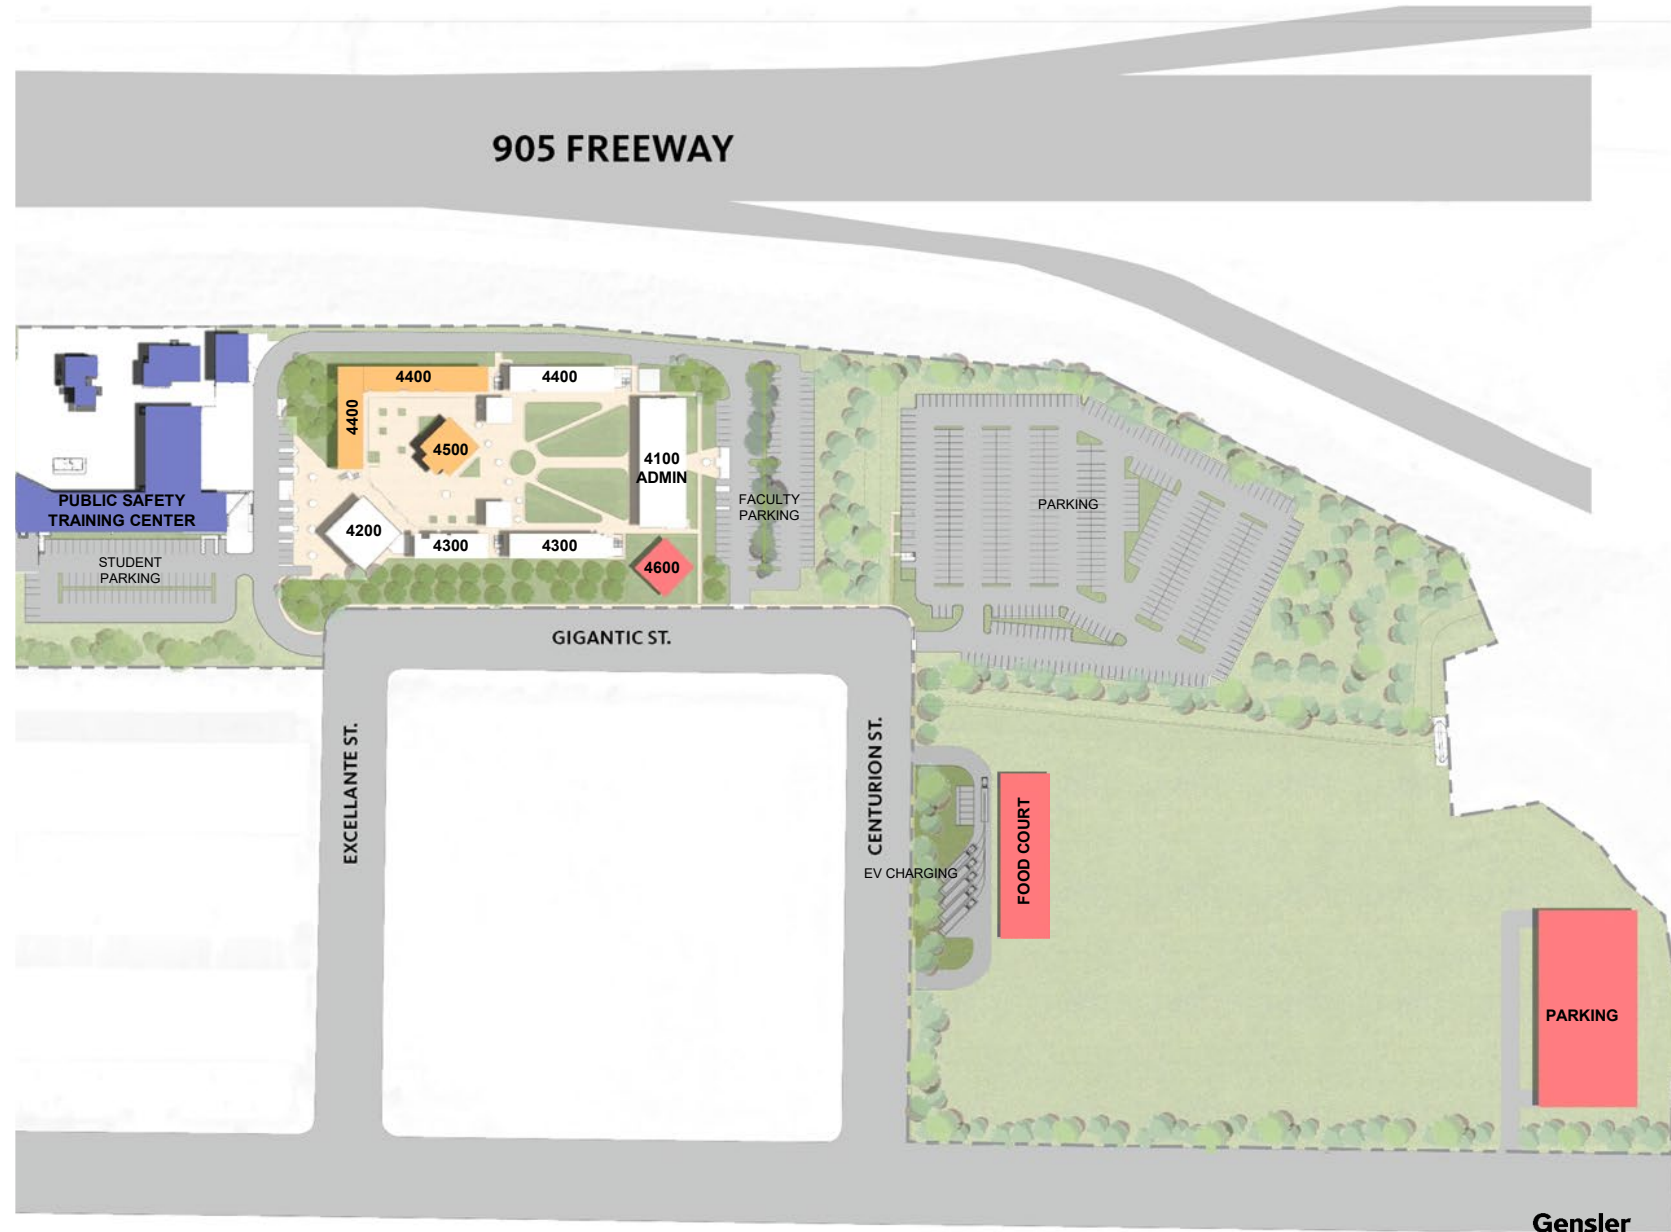 905 FREEWAY
4400
4400
4400
4500
4100
ADMIN
PUBLIC SAFETY
TRAINING CENTER
FACULTY
PARKING
PARKING
4200
4300
4300
STUDENT
PARKING
4600
GIGANTIC ST.
EXCELLANTE ST.
CENTURION ST.
EV CHARGING
FOOD COURT
PARKING
Gensler